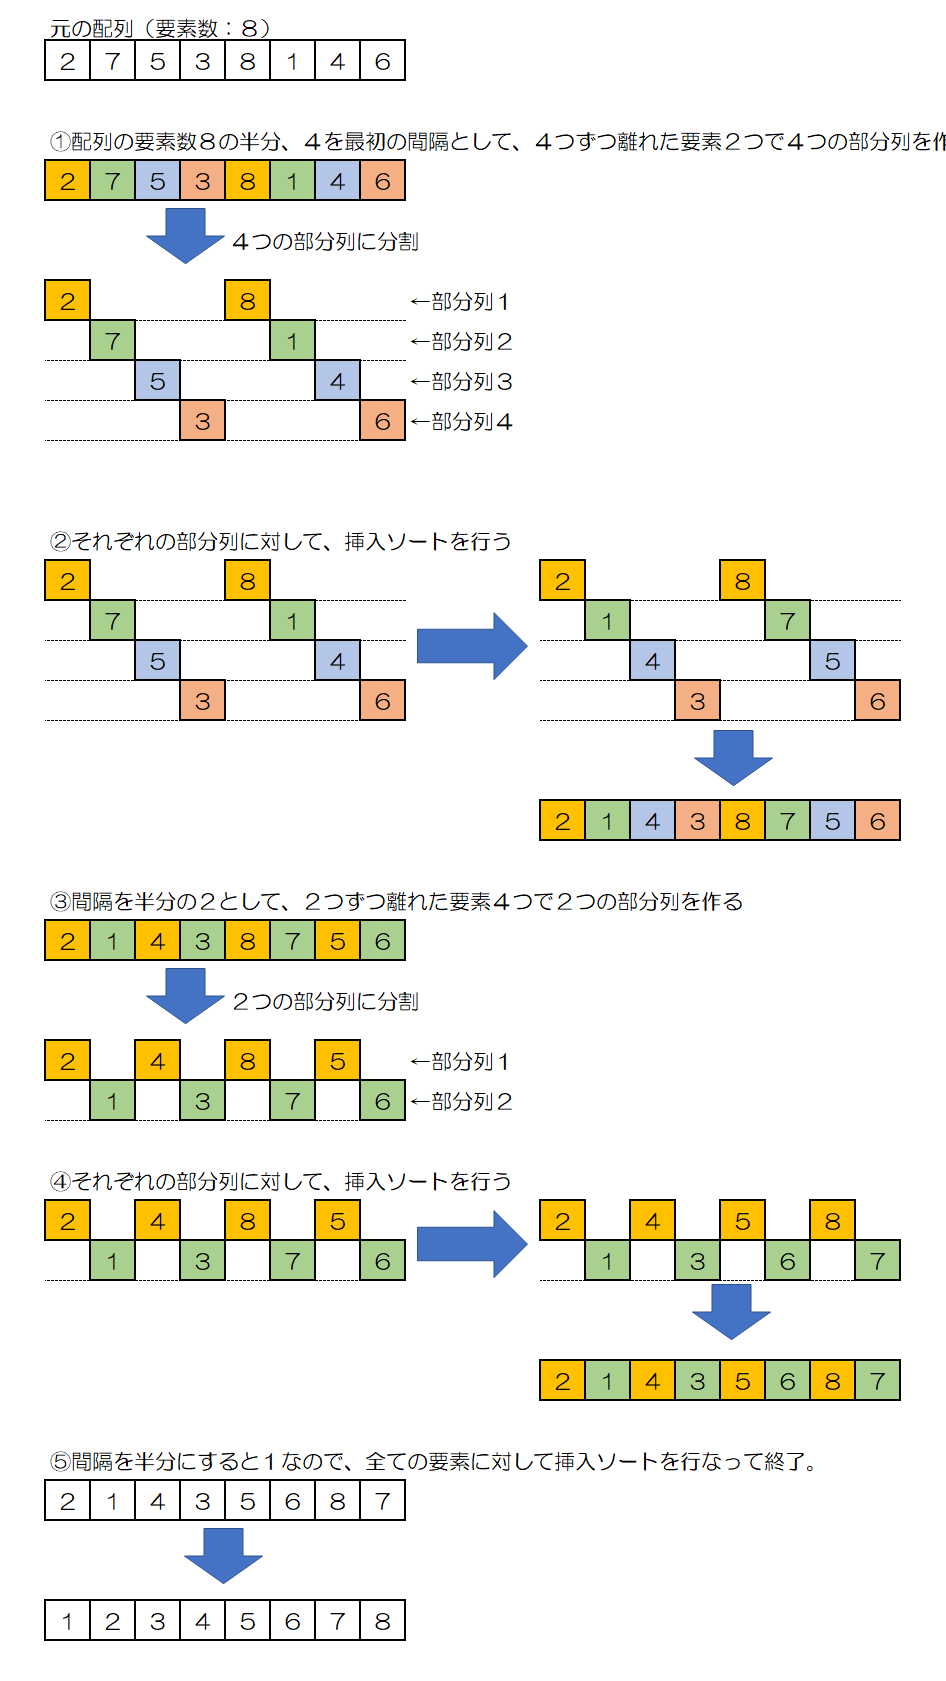 元の配列（要素数：８）
2 7 5 3 8 1 4 6
①配列の要素数８の半分、４を最初の間隔として、４つずつ離れた要素２つで４つの部分列を作
2 7 5 3 8 1 4 6
４つの部分列に分割
2 8 ←部分列１
7 1 ←部分列２
5 4 ←部分列３
3 6 ←部分列４
②それぞれの部分列に対して、挿入ソートを行う
2 8 2 8
7 1 1 7
5 4 4 5
3 6 3 6
2 1 4 3 8 7 5 6
③間隔を半分の２として、２つずつ離れた要素４つで２つの部分列を作る
2 1 4 3 8 7 5 6
２つの部分列に分割
2 4 8 5 ←部分列１
1 3 7 6 ←部分列２
④それぞれの部分列に対して、挿入ソートを行う
2 4 8 5 2 4 5 8
1 3 7 6 1 3 6 7
2 1 4 3 5 6 8 7
⑤間隔を半分にすると１なので、全ての要素に対して挿入ソートを行なって終了。
2 1 4 3 5 6 8 7
1 2 3 4 5 6 7 8